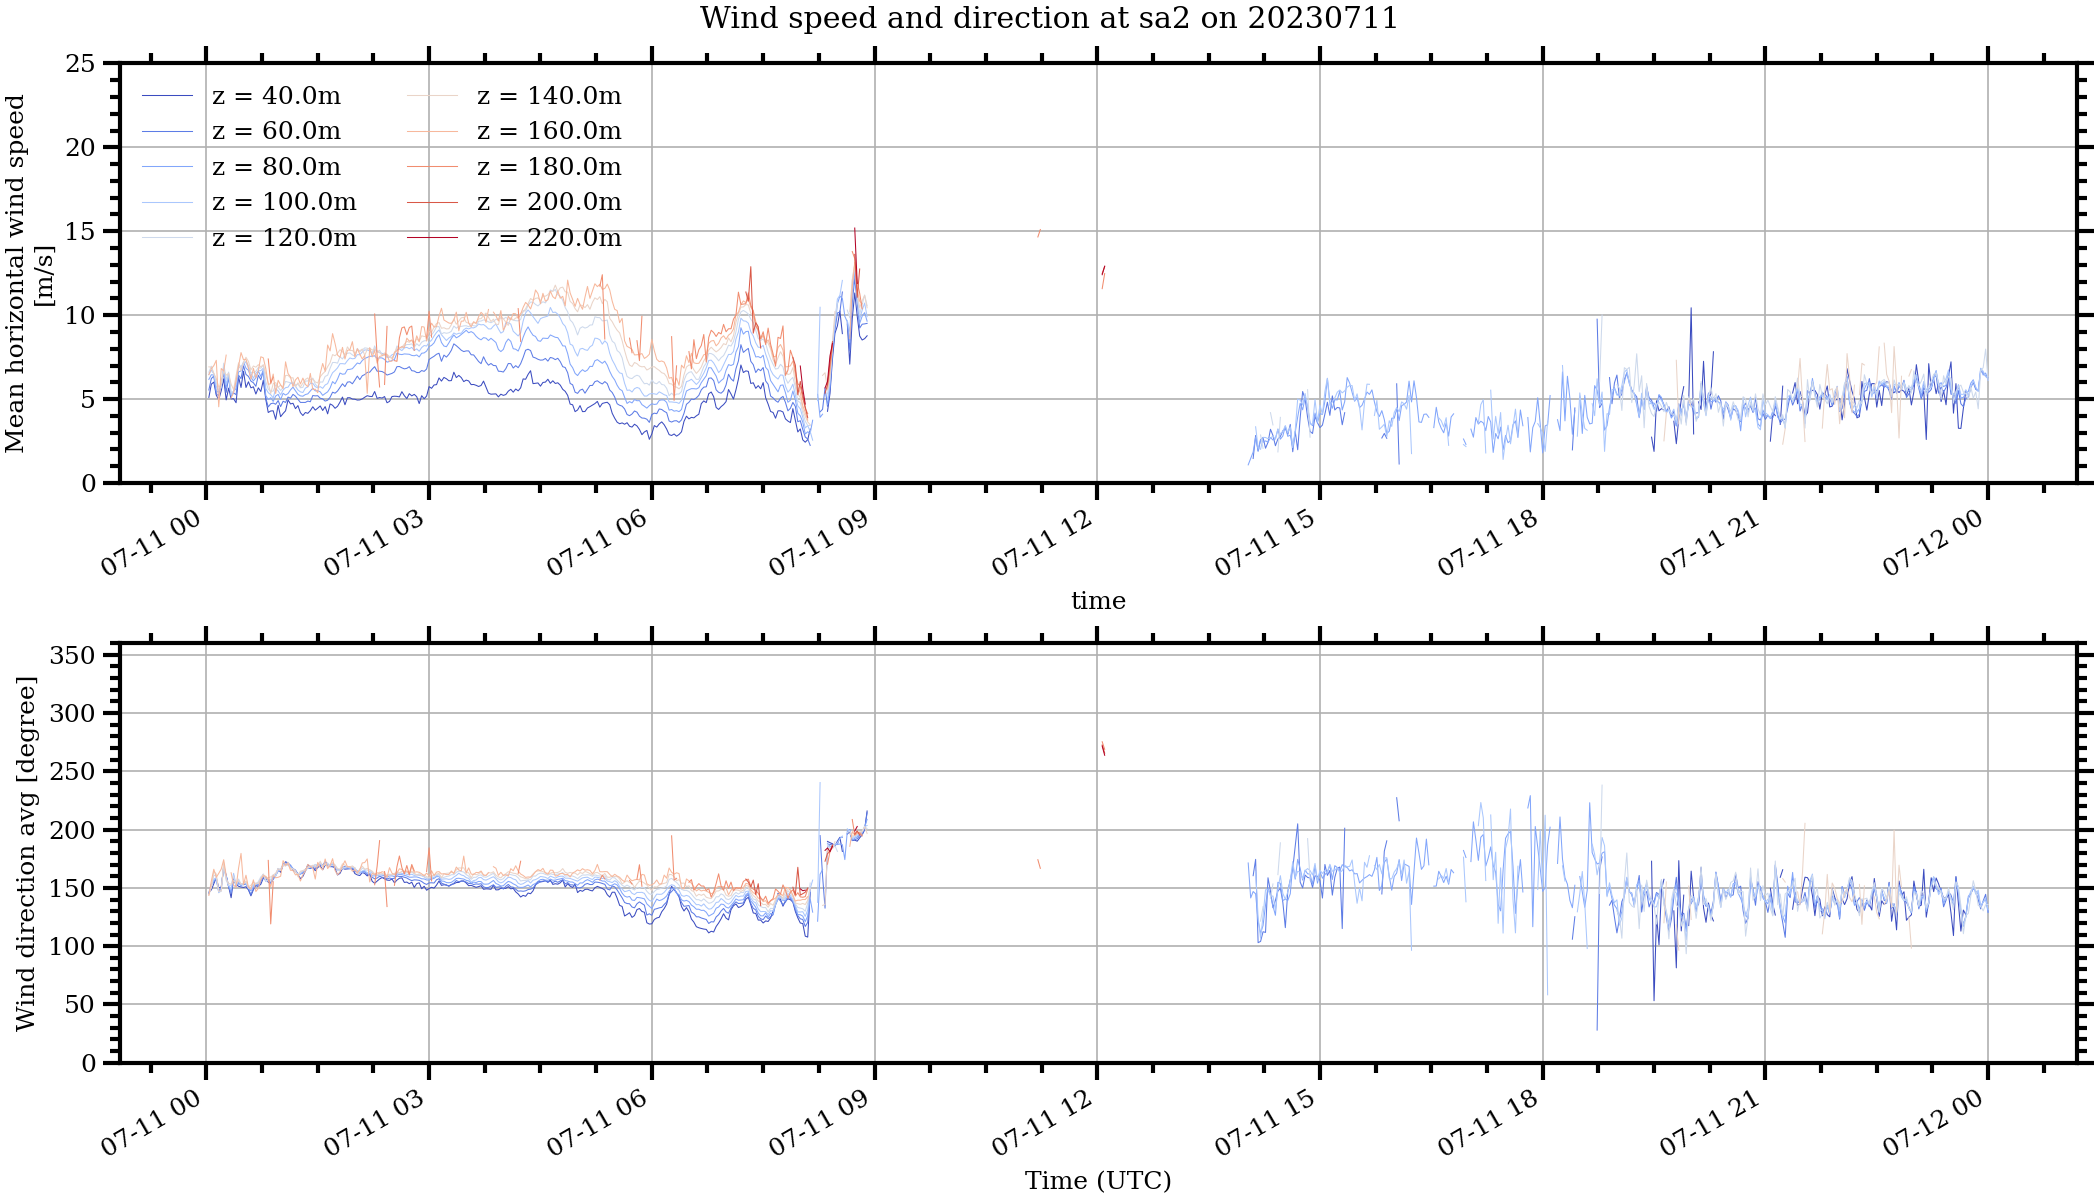 Wind speed and direction at sa2 on 20230711
Mean horizontal wind speed
[m/s]
25
20
15
10
5
0
z = 40.0m
z = 60.0m
z = 80.0m
z = 100.0m
z = 120.0m
z = 140.0m
z = 160.0m
z = 180.0m
z = 200.0m
z = 220.0m
07-11 00
07-11 03
07-11 06
07-11 09
07-11 12
07-11 15
07-11 18
07-11 21
07-12 00
time
Wind direction avg [degree]
350
300
250
200
150
100
50
0
07-11 00
07-11 03
07-11 06
07-11 09
07-11 12
07-11 15
07-11 18
07-11 21
07-12 00
Time (UTC)